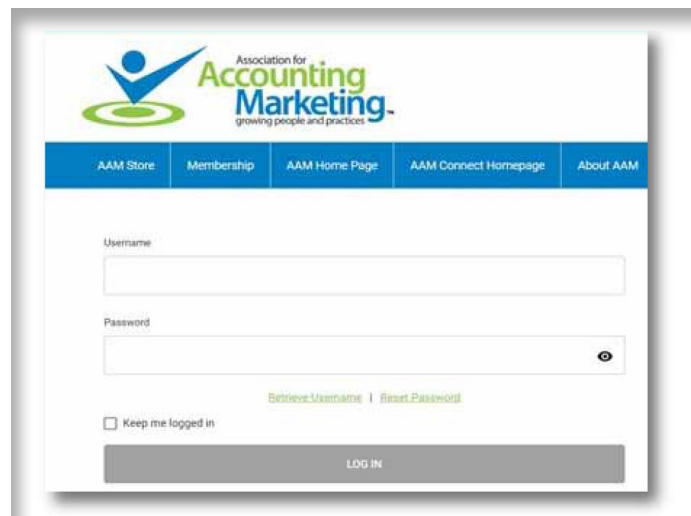 Association for
Accounting
Marketing™
growing people and practices
AAM Store Membership AAM Home Page AAM Connect Homepage About AAM
Username
Password
Retrieve Username | Reset Password
Keep me logged in
LOG IN